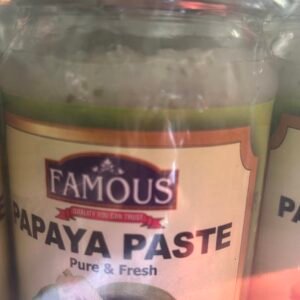 FAMOUS
QUALITY YOU CAN TRUST
PAPAYA PASTE
Pure & Fresh
PA